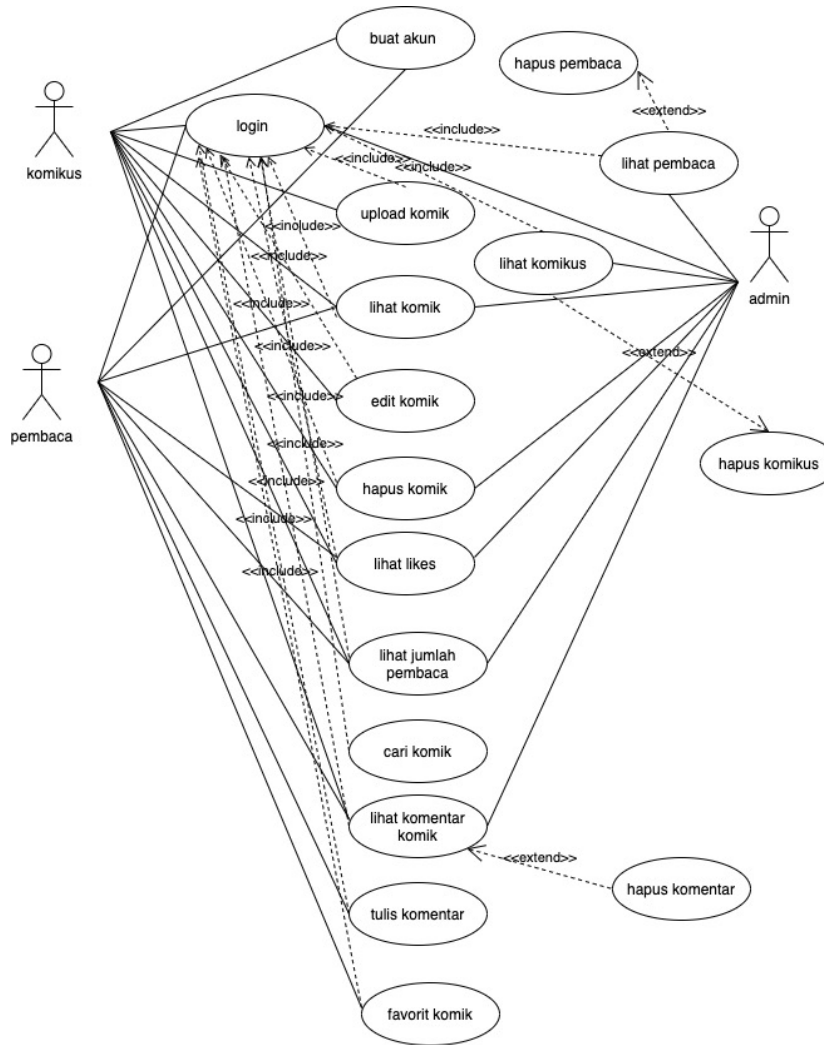 buat akun
hapus pembaca
<<extend>>
login
<<include>>
komikus
lihat pembaca
<<include>>
<<include>>
upload komik
<<include>>
lihat komikus
<<include>>
admin
lihat komik
<<include>>
<<include>>
<<include>>
<<extend>>
pembaca
edit komik
<<include>>
<<include>>
hapus komikus
hapus komik
<<include>>
<<include>>
lihat likes
<<include>>
lihat jumlah
pembaca
cari komik
lihat komentar
komik
<<extend>>
hapus komentar
tulis komentar
favorit komik